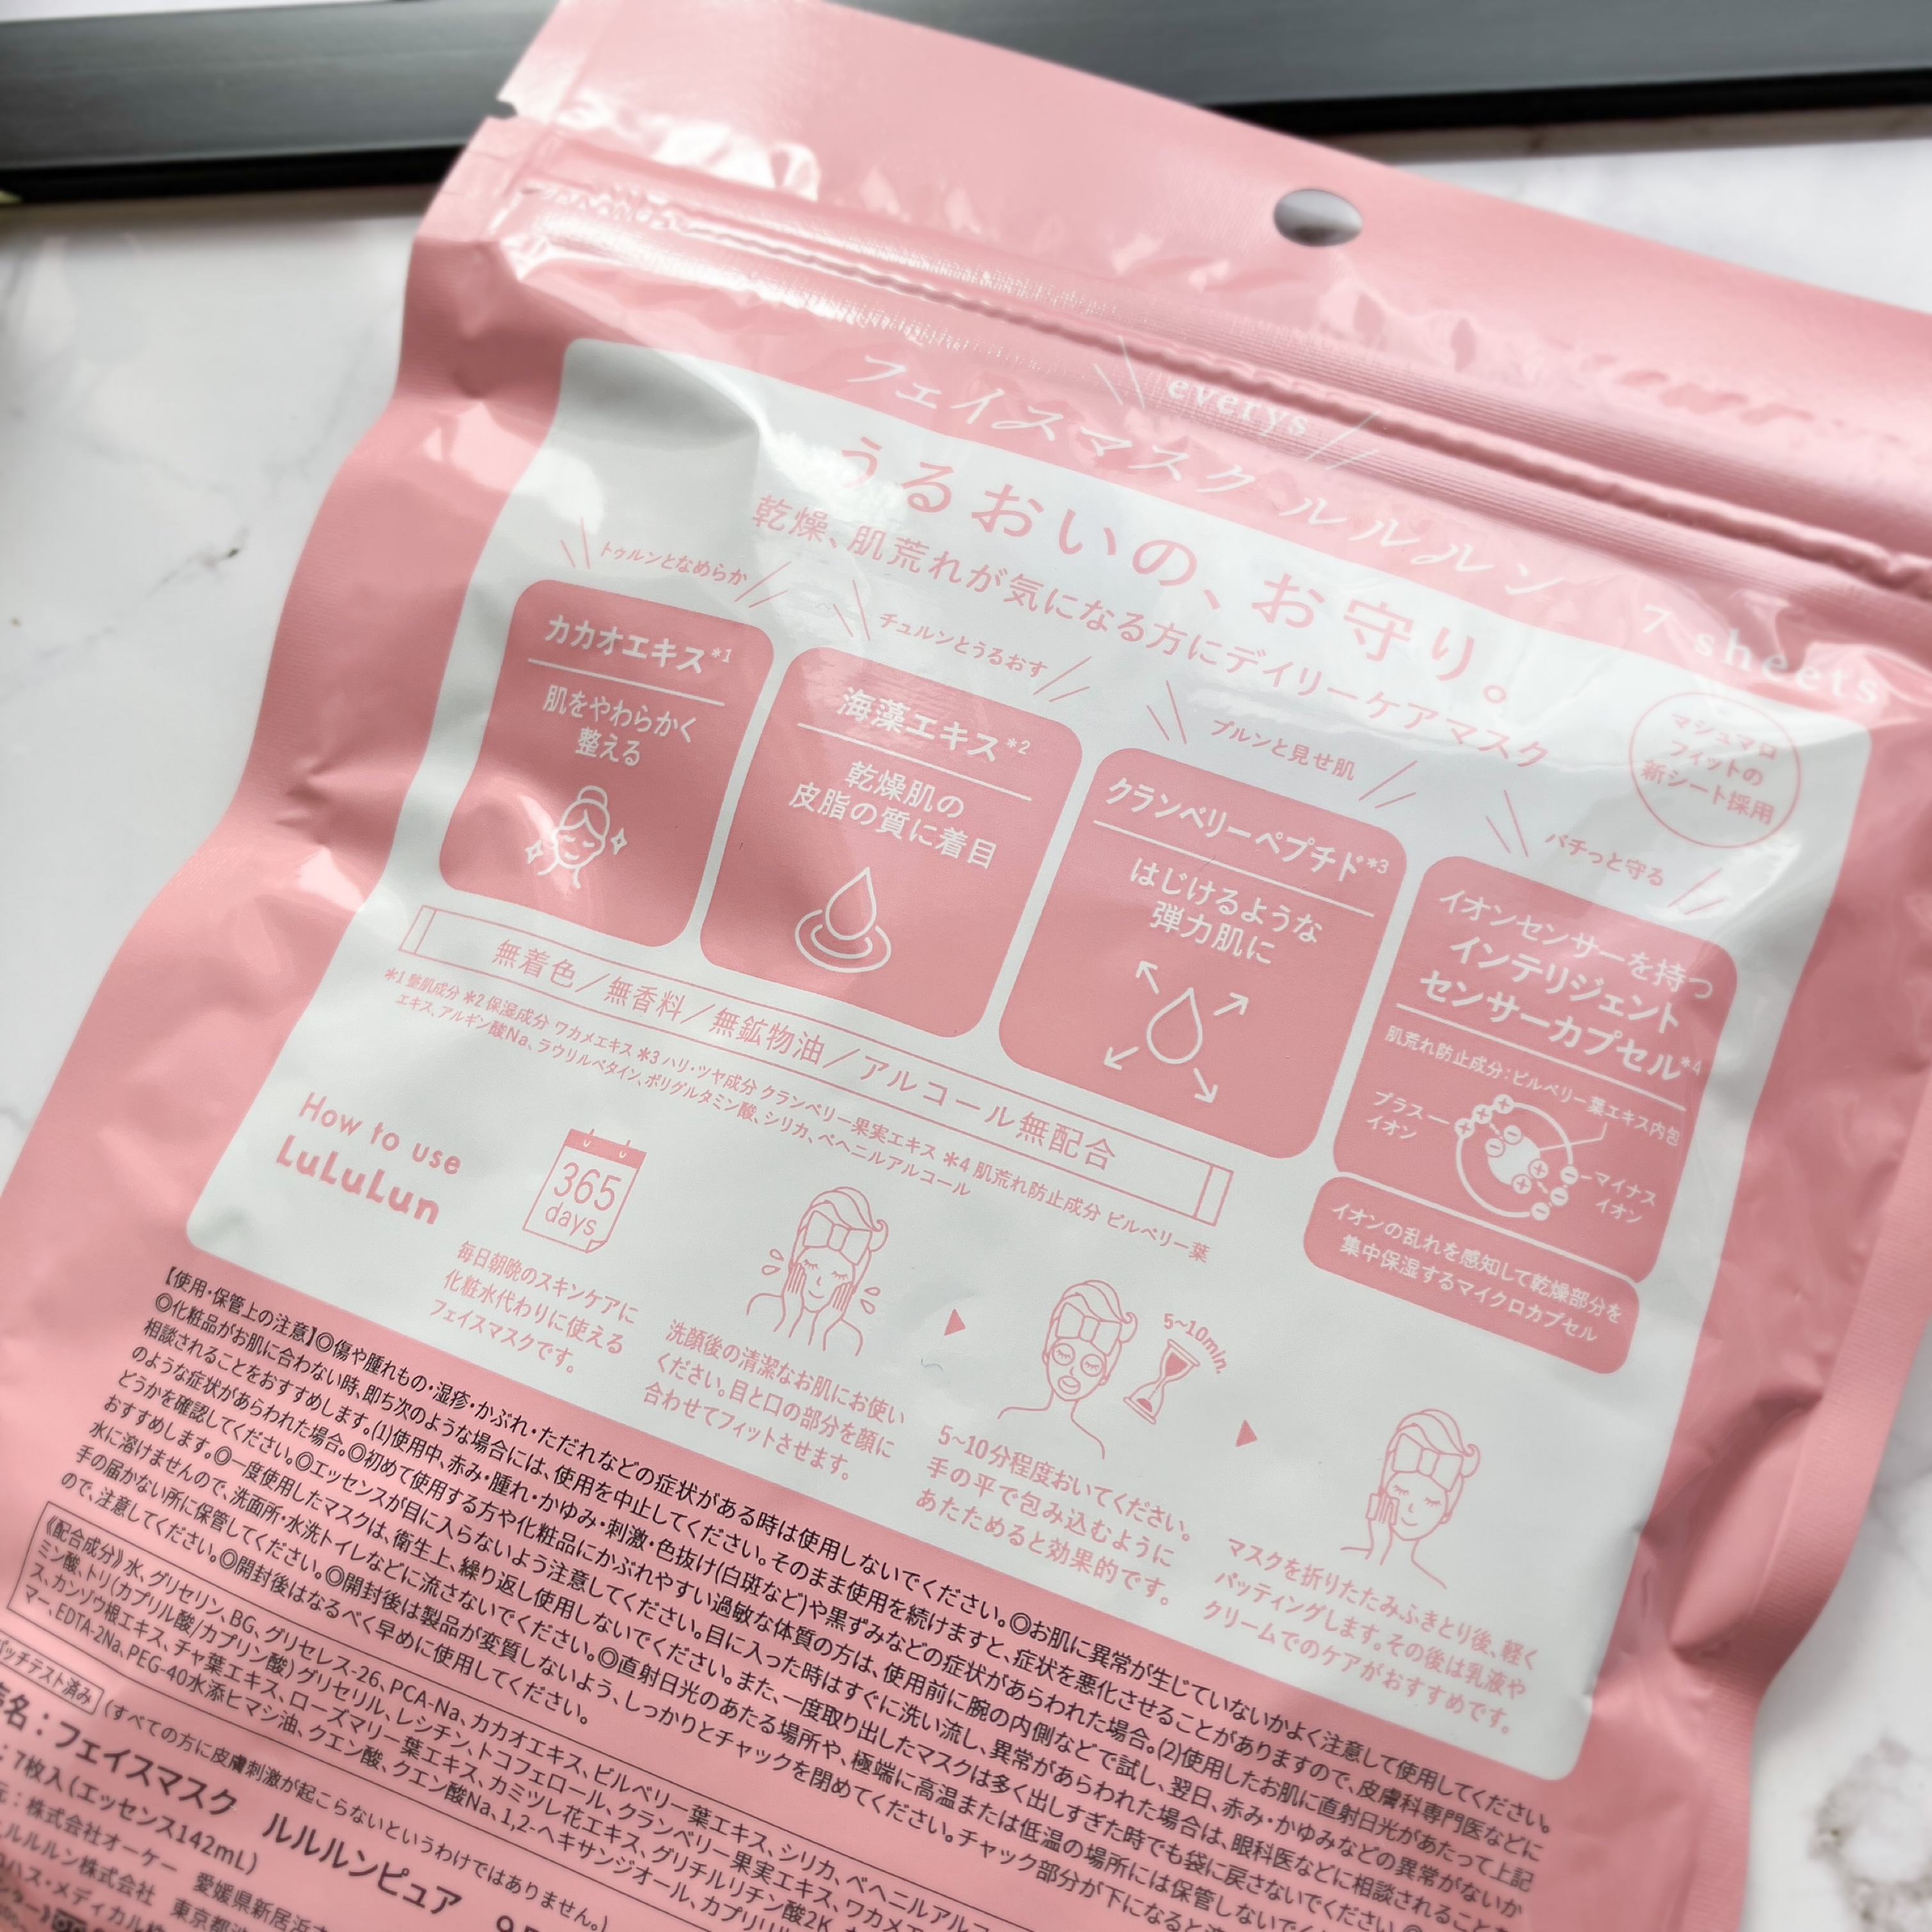 everys
フェイスマスク ルルルン
7 sheets
うるおいの、お守り。
乾燥、肌荒れが気になる方にデイリーケアマスク
マシュマロ
フィットの
新シート採用
トゥルンとなめらか
カカオエキス*1
肌をやわらかく
整える
チュルンとうるおす
海藻エキス*2
乾燥肌の
皮脂の質に着目
プルンと見せ肌
クランベリーペプチド*3
はじけるような
弾力肌に
パチっと守る
イオンセンサーを持つ
インテリジェント
センサーカプセル*4
肌荒れ防止成分:ビルベリー葉エキス内包
プラス
イオン
マイナス
イオン
イオンの乱れを感知して乾燥部分を
集中保湿するマイクロカプセル
無着色/無香料/無鉱物油/アルコール無配合
*1 整肌成分 *2 保湿成分 ワカメエキス *3 ハリ・ツヤ成分 クランベリー果実エキス *4 肌荒れ防止成分 ビルベリー葉
エキス、アルギン酸Na、ラウリルベタイン、ポリグルタミン酸、シリカ、ベヘニルアルコール
How to use
LuLuLun
365
days
毎日朝晩のスキンケアに
化粧水代わりに使える
フェイスマスクです。
洗顔後の清潔なお肌にお使い
ください。目と口の部分を顔に
合わせてフィットさせます。
5~10min.
5~10分程度おいてください。
手の平で包み込むように
あたためると効果的です。
マスクを折りたたみふきとり後、軽く
パッティングします。その後は乳液や
クリームでのケアがおすすめです。
【使用・保管上の注意】◎傷や腫れもの・湿疹・かぶれ・ただれなどの症状がある時は使用しないでください。◎お肌に異常が生じていないかよく注意して使用してください。
◎化粧品がお肌に合わない時、即ち次のような場合には、使用を中止してください。そのまま使用を続けますと、症状を悪化させることがありますので、皮膚科専門医などに
相談されることをおすすめします。(1)使用中、赤み・腫れ・かゆみ・刺激・色抜け(白斑など)や黒ずみなどの症状があらわれた場合。(2)使用したお肌に直射日光があたって上記
のような症状があらわれた場合。◎初めて使用する方や化粧品にかぶれやすい過敏な体質の方は、使用前に腕の内側などで試し、翌日、赤み・かゆみなどの異常がないか
どうかを確認してください。◎エッセンスが目に入らないよう注意してください。目に入った時はすぐに洗い流し、異常があらわれた場合は、眼科医などに相談されることを
おすすめします。◎一度使用したマスクは、衛生上、繰り返し使用しないでください。また、一度取り出したマスクは多く出しすぎた時でも袋に戻さないでください。
水に溶けませんので、洗面所・水洗トイレなどに流さないでください。◎直射日光のあたる場所や、極端に高温または低温の場所には保管しないで
手の届かない所に保管してください。◎開封後は製品が変質しないよう、しっかりとチャックを閉めてください。チャック部分が下になると
ので、注意してください。◎開封後はなるべく早めに使用してください。
《配合成分》水、グリセリン、BG、グリセレス-26、PCA-Na、カカオエキス、ビルベリー葉エキス、シリカ、ベヘニルアルコ
ミン酸、トリ(カプリル酸/カプリン酸)グリセリル、レシチン、トコフェロール、クランベリー果実エキス、ワカメエ
ス、カンゾウ根エキス、チャ葉エキス、ローズマリー葉エキス、カミツレ花エキス、グリチルリチン酸2K
マー、EDTA-2Na、PEG-40水添ヒマシ油、クエン酸、クエン酸Na、1,2-ヘキサンジオール、カプリリル
パッチテスト済み (すべての方に皮膚刺激が起こらないというわけではありません。)
名:フェイスマスク ルルルンピュア
:7枚入(エッセンス142mL)
元:株式会社オーケー 愛媛県新居浜市
ルルルン株式会社 東京都
ハス・メディカル株